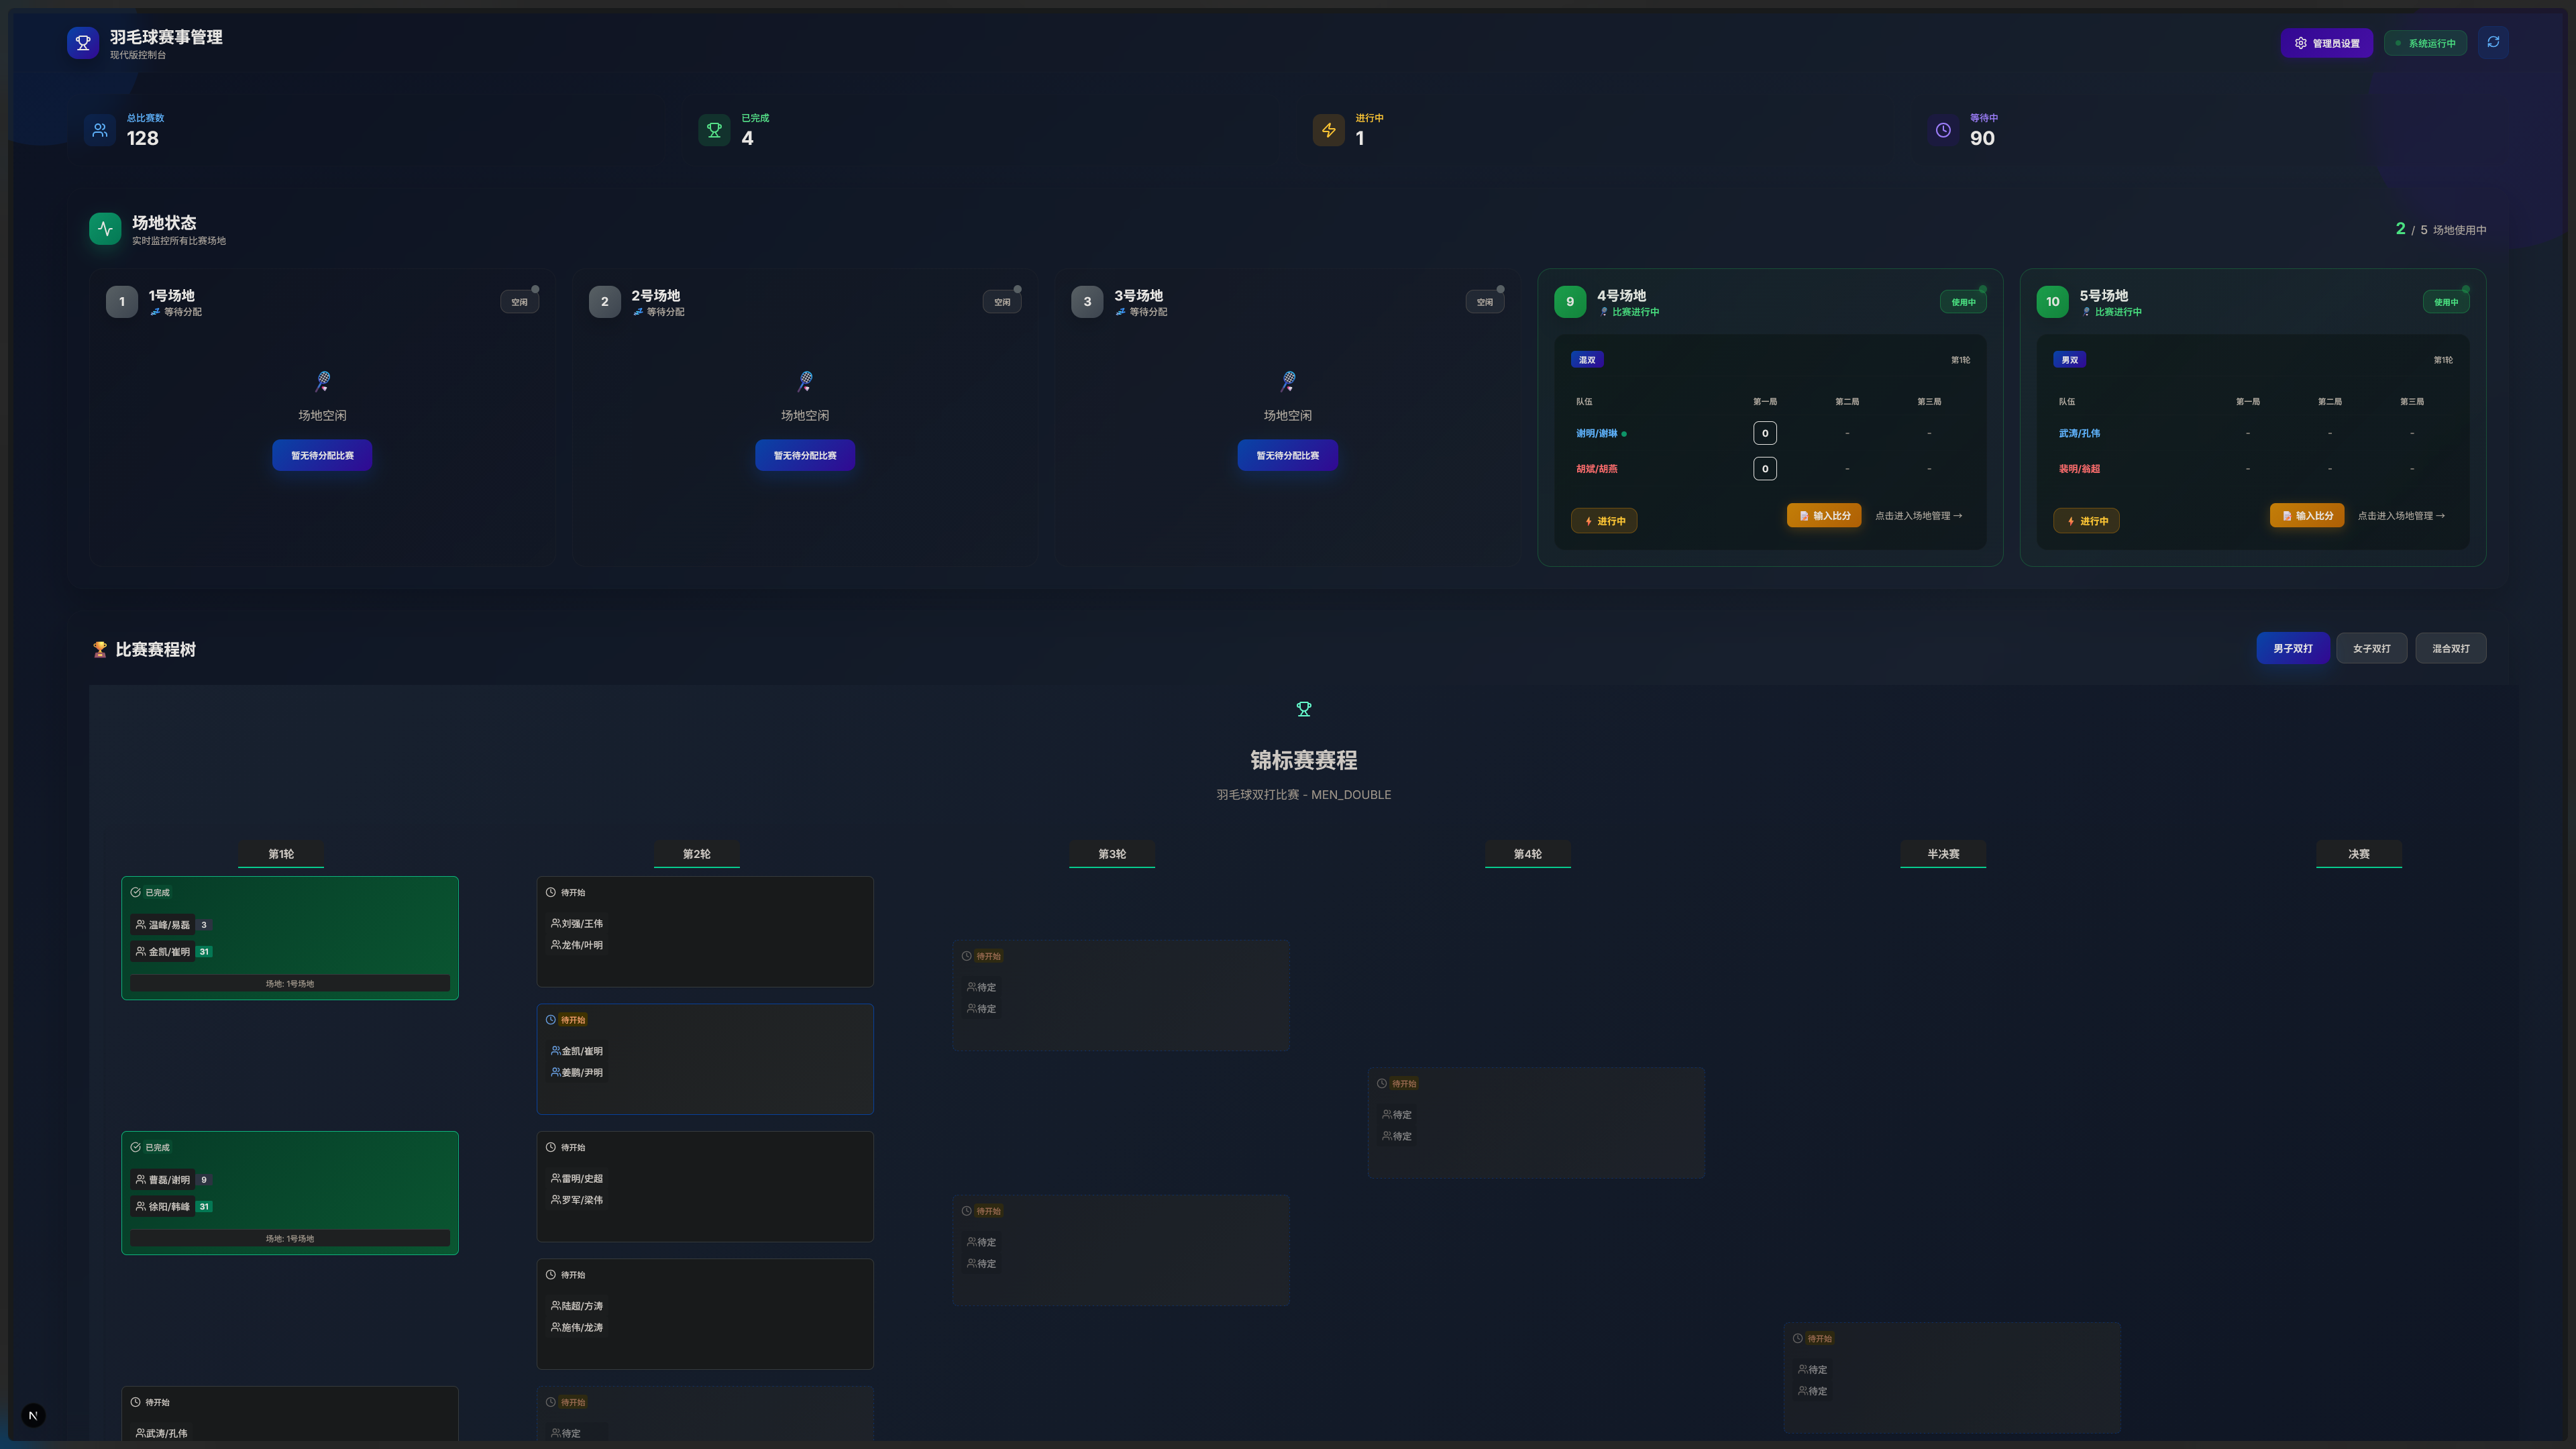 羽毛球赛事管理
现代版控制台
管理员设置
系统运行中
总比赛数
128
已完成
4
进行中
1
等待中
90
场地状态
实时监控所有比赛场地
2 / 5 场地使用中
1
1号场地
等待分配
空闲
场地空闲
暂无待分配比赛
2
2号场地
等待分配
空闲
场地空闲
暂无待分配比赛
3
3号场地
等待分配
空闲
场地空闲
暂无待分配比赛
9
4号场地
比赛进行中
使用中
混双
第1轮
队伍 第一局 第二局 第三局
谢明/谢琳 0 - -
胡斌/胡燕 0 - -
进行中
输入比分
点击进入场地管理 →
10
5号场地
比赛进行中
使用中
男双
第1轮
队伍 第一局 第二局 第三局
武涛/孔伟 - - -
裴明/翁超 - - -
进行中
输入比分
点击进入场地管理 →
比赛赛程树
男子双打
女子双打
混合双打
锦标赛赛程
羽毛球双打比赛 - MEN_DOUBLE
第1轮
第2轮
第3轮
第4轮
半决赛
决赛
已完成
温峰/易磊 3
金凯/崔明 31
场地: 1号场地
已完成
曹磊/谢明 9
徐阳/韩峰 31
场地: 1号场地
待开始
武涛/孔伟
待开始
刘强/王伟
龙伟/叶明
待开始
金凯/崔明
姜鹏/尹明
待开始
雷明/史超
罗军/梁伟
待开始
陆超/方涛
施伟/龙涛
待开始
待定
待开始
待定
待定
待开始
待定
待定
待开始
待定
待定
待开始
待定
待定
N